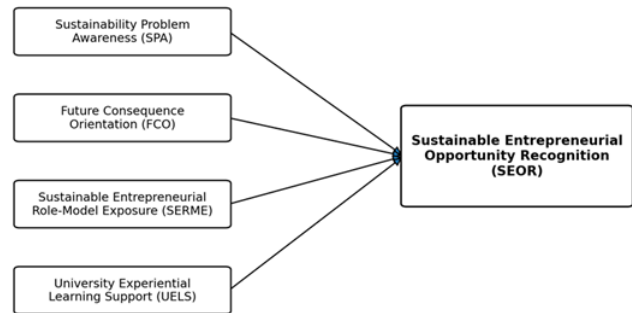 Sustainability Problem
Awareness (SPA)
Future Consequence
Orientation (FCO)
Sustainable Entrepreneurial
Role-Model Exposure (SERME)
University Experiential
Learning Support (UELS)
Sustainable Entrepreneurial
Opportunity Recognition
(SEOR)